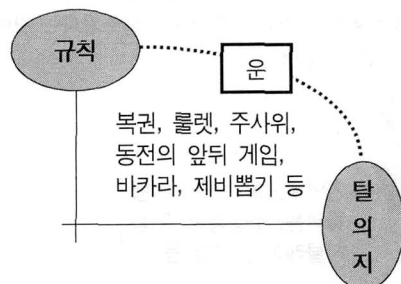 규칙
운
복권, 룰렛, 주사위,
동전의 앞뒤 게임,
바카라, 제비뽑기 등
탈
의
지